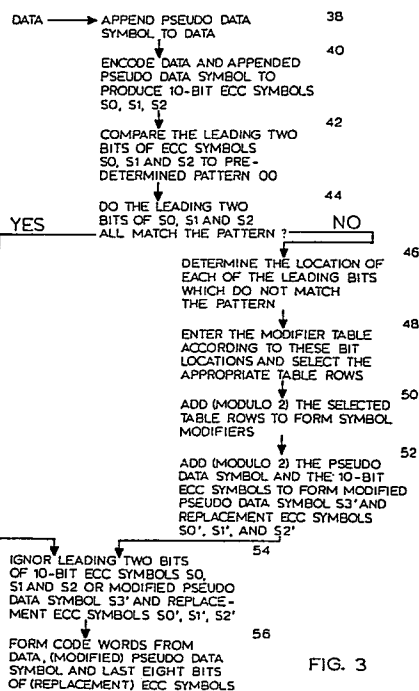 DATA
APPEND PSEUDO DATA
SYMBOL TO DATA
38
40
ENCODE DATA AND APPENDED
PSEUDO DATA SYMBOL TO
PRODUCE 10-BIT ECC SYMBOLS
S0, S1, S2
42
COMPARE THE LEADING TWO
BITS OF ECC SYMBOLS
S0, S1 AND S2 TO PRE-
DETERMINED PATTERN 00
44
DO THE LEADING TWO
BITS OF S0, S1 AND S2
ALL MATCH THE PATTERN ?
YES
NO
46
DETERMINE THE LOCATION OF
EACH OF THE LEADING BITS
WHICH DO NOT MATCH
THE PATTERN
48
ENTER THE MODIFIER TABLE
ACCORDING TO THESE BIT
LOCATIONS AND SELECT THE
APPROPRIATE TABLE ROWS
50
ADD (MODULO 2) THE SELECTED
TABLE ROWS TO FORM SYMBOL
MODIFIERS
52
ADD (MODULO 2) THE PSEUDO
DATA SYMBOL AND THE 10-BIT
ECC SYMBOLS TO FORM MODIFIED
PSEUDO DATA SYMBOL S3' AND
REPLACEMENT ECC SYMBOLS
S0', S1', AND S2'
54
IGNOR LEADING TWO BITS
OF 10-BIT ECC SYMBOLS S0,
S1 AND S2 OR MODIFIED PSEUDO
DATA SYMBOL S3' AND REPLACE-
MENT ECC SYMBOLS S0', S1', S2'
56
FORM CODE WORDS FROM
DATA, (MODIFIED) PSEUDO DATA
SYMBOL AND LAST EIGHT BITS
OF (REPLACEMENT) ECC SYMBOLS
FIG. 3